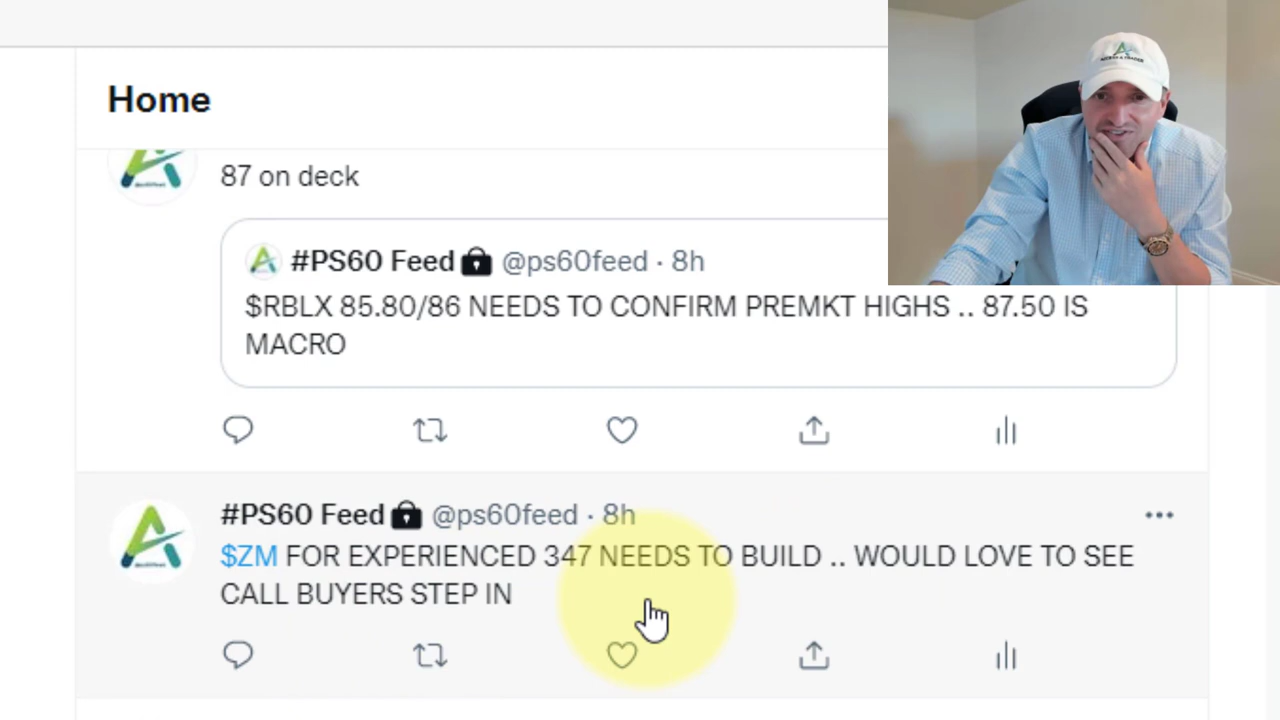 Home
87 on deck
#PS60 Feed @ps60feed · 8h
$RBLX 85.80/86 NEEDS TO CONFIRM PREMKT HIGHS .. 87.50 IS
MACRO
#PS60 Feed @ps60feed · 8h
$ZM FOR EXPERIENCED 347 NEEDS TO BUILD .. WOULD LOVE TO SEE
CALL BUYERS STEP IN